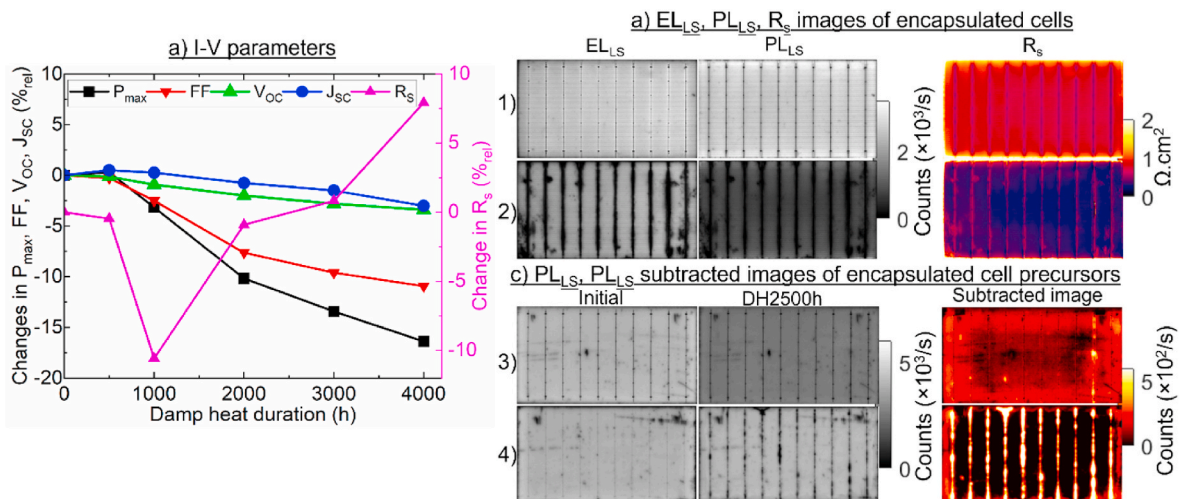 a) I-V parameters
Changes in Pmax, FF, VOC, JSC (%rel)
10
5
0
-5
-10
-15
-20
Pmax FF VOC JSC RS
10
5
0
-5
-10
Change in RS (%rel)
0 1000 2000 3000 4000
Damp heat duration (h)
a) ELLS, PLLS, Rs images of encapsulated cells
ELLS PLLS Rs
1)
2)
2
0
Counts (×10³/s)
2
1
0
Ω.cm²
c) PLLS, PLLS subtracted images of encapsulated cell precursors
Initial DH2500h Subtracted image
3)
4)
5
0
Counts (×10³/s)
5
0
Counts (×10²/s)